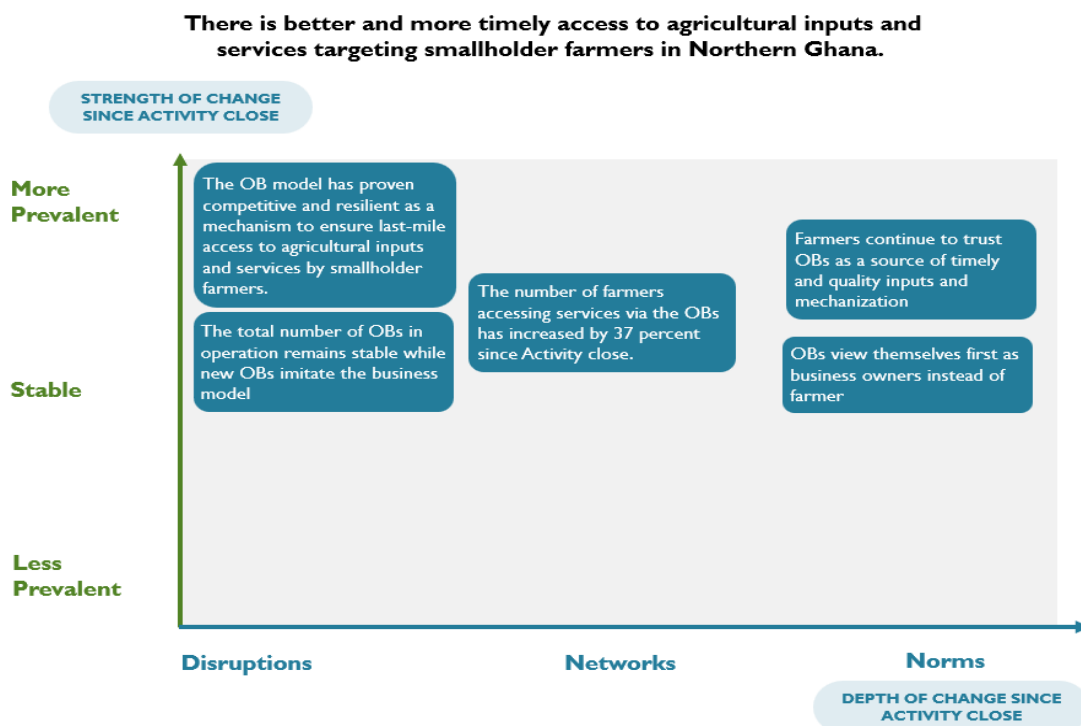 There is better and more timely access to agricultural inputs and
services targeting smallholder farmers in Northern Ghana.
STRENGTH OF CHANGE
SINCE ACTIVITY CLOSE
More
Prevalent
The OB model has proven
competitive and resilient as a
mechanism to ensure last-mile
access to agricultural inputs
and services by smallholder
farmers.
The total number of OBs in
operation remains stable while
new OBs imitate the business
model
The number of farmers
accessing services via the OBs
has increased by 37 percent
since Activity close.
Farmers continue to trust
OBs as a source of timely
and quality inputs and
mechanization
OBs view themselves first as
business owners instead of
farmer
Stable
Less
Prevalent
Disruptions
Networks
Norms
DEPTH OF CHANGE SINCE
ACTIVITY CLOSE